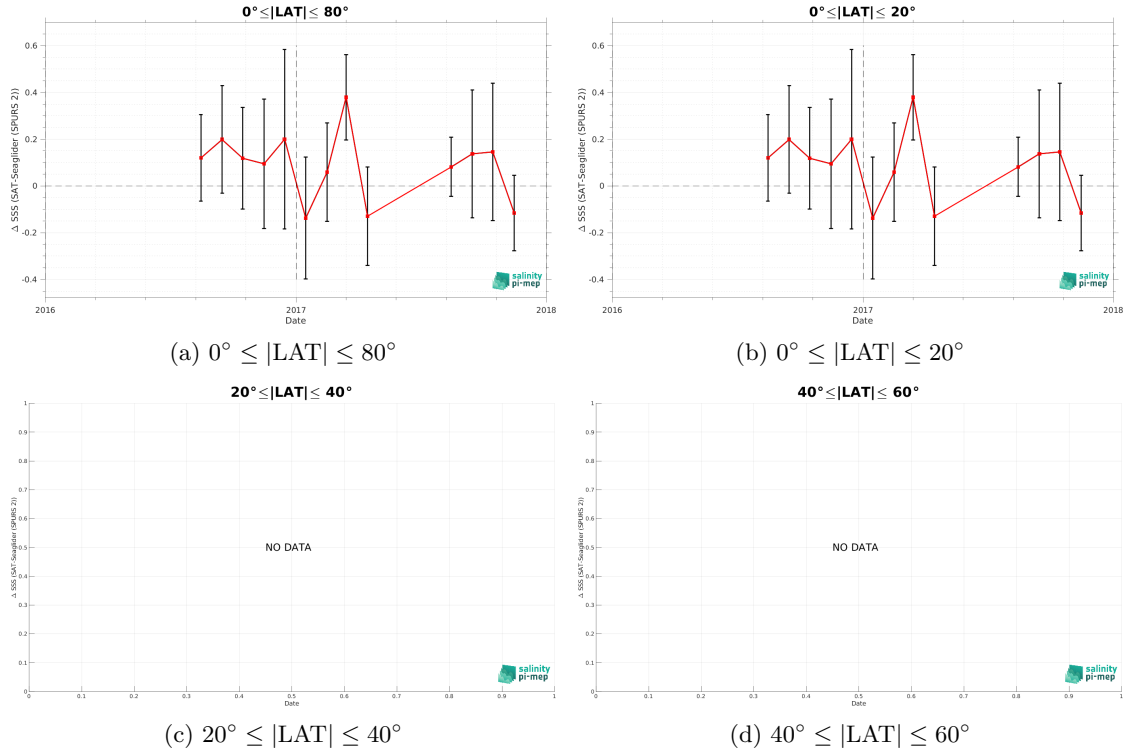 0°≤|LAT|≤ 80°
Δ SSS (SAT-Seaglider (SPURS 2))
0.6
0.4
0.2
0
-0.2
-0.4
2016
2017
2018
Date
salinity
pi-mep
(a) 0° ≤ |LAT| ≤ 80°
0°≤|LAT|≤ 20°
Δ SSS (SAT-Seaglider (SPURS 2))
0.6
0.4
0.2
0
-0.2
-0.4
2016
2017
2018
Date
salinity
pi-mep
(b) 0° ≤ |LAT| ≤ 20°
20°≤|LAT|≤ 40°
Δ SSS (SAT-Seaglider (SPURS 2))
1
0.9
0.8
0.7
0.6
0.5
0.4
0.3
0.2
0.1
0
NO DATA
0 0.1 0.2 0.3 0.4 0.5 0.6 0.7 0.8 0.9 1
Date
salinity
pi-mep
(c) 20° ≤ |LAT| ≤ 40°
40°≤|LAT|≤ 60°
Δ SSS (SAT-Seaglider (SPURS 2))
1
0.9
0.8
0.7
0.6
0.5
0.4
0.3
0.2
0.1
0
NO DATA
0 0.1 0.2 0.3 0.4 0.5 0.6 0.7 0.8 0.9 1
Date
salinity
pi-mep
(d) 40° ≤ |LAT| ≤ 60°